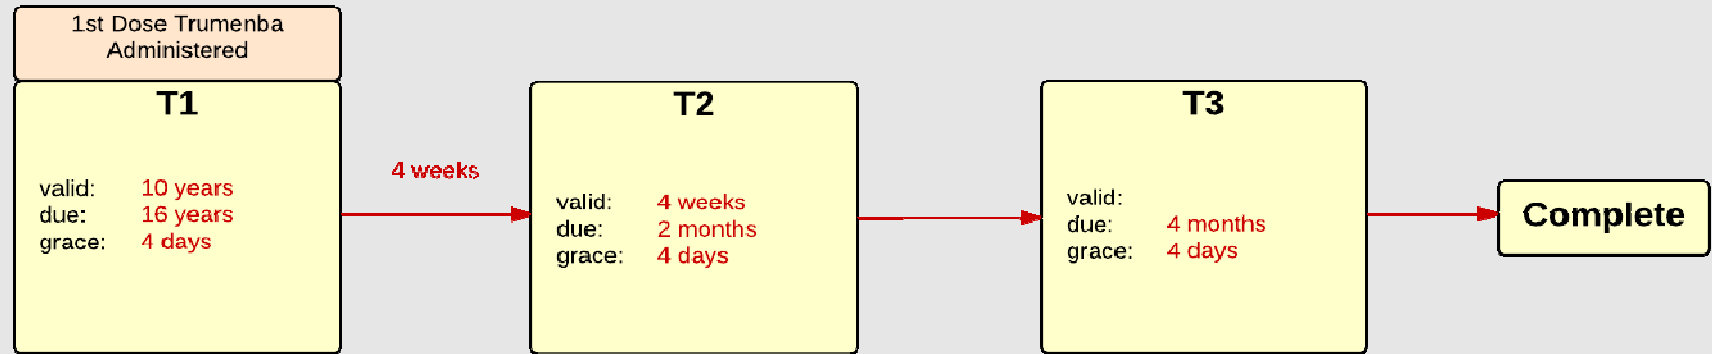 1st Dose Trumenba
Administered
T1
valid: 10 years
due: 16 years
grace: 4 days
4 weeks
T2
valid: 4 weeks
due: 2 months
grace: 4 days
T3
valid:
due: 4 months
grace: 4 days
Complete